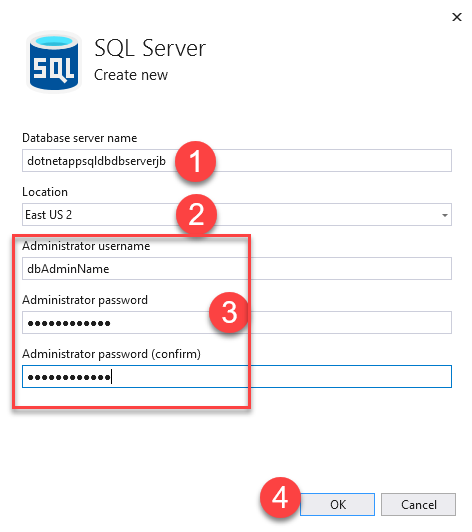 SQL
SQL Server
Create new
Database server name
dotnetappsqldbdbserverjb
1
Location
East US 2
2
Administrator username
dbAdminName
Administrator password
●●●●●●●●●●●●
3
Administrator password (confirm)
●●●●●●●●●●●●
4
OK
Cancel